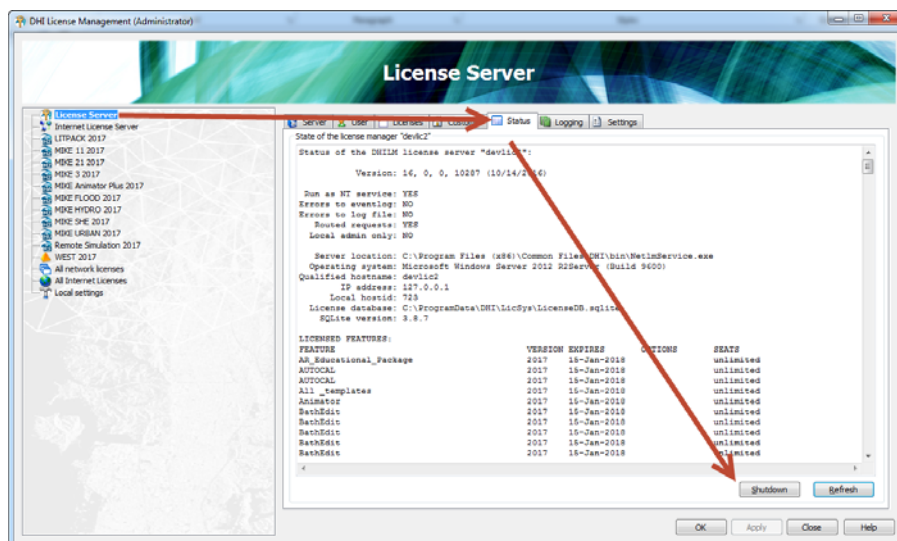 DHI License Management (Administrator)
License Server
License Server
Internet License Server
LITPACK 2017
MIKE 11 2017
MIKE 21 2017
MIKE 3 2017
MIKE Animator Plus 2017
MIKE FLOOD 2017
MIKE HYDRO 2017
MIKE SHE 2017
MIKE URBAN 2017
Remote Simulation 2017
WEST 2017
All network licenses
All Internet Licenses
Local settings
Server User Licenses Status Logging Settings
State of the license manager "devlic2"
Status of the DHILM license server "devlic2":
Version: 16, 0, 0, 10287 (10/14/2016)
Run as NT service: YES
Errors to eventlog: NO
Errors to log file: NO
Routed requests: YES
Local admin only: NO
Server location: C:\Program Files (x86)\Common Files\DHI\bin\NetlmService.exe
Operating system: Microsoft Windows Server 2012 R2Server (Build 9600)
Qualified hostname: devlic2
IP address: 127.0.0.1
Local hostid: 723
License database: C:\ProgramData\DHI\LicSys\LicenseDB.sqlite
SQLite version: 3.8.7
LICENSED FEATURES:
FEATURE VERSION EXPIRES OPTIONS SEATS
AR_Educational_Package 2017 15-Jan-2018 unlimited
AUTOCAL 2017 15-Jan-2018 unlimited
AUTOCAL 2017 15-Jan-2018 unlimited
All _templates 2017 15-Jan-2018 unlimited
Animator 2017 15-Jan-2018 unlimited
BathEdit 2017 15-Jan-2018 unlimited
BathEdit 2017 15-Jan-2018 unlimited
BathEdit 2017 15-Jan-2018 unlimited
BathEdit 2017 15-Jan-2018 unlimited
BathEdit 2017 15-Jan-2018 unlimited
Shutdown Refresh
OK Apply Close Help